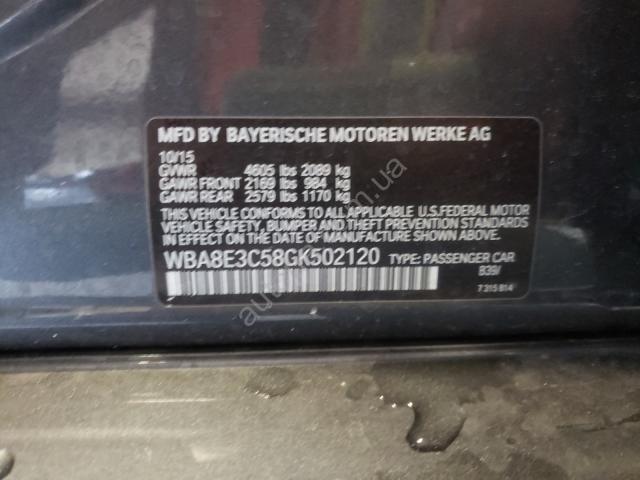 MFD BY BAYERISCHE MOTOREN WERKE AG
10/15
GVWR 4605 lbs 2089 kg
GAWR FRONT 2169 lbs 984 kg
GAWR REAR 2579 lbs 1170 kg
THIS VEHICLE CONFORMS TO ALL APPLICABLE U.S.FEDERAL MOTOR
VEHICLE SAFETY, BUMPER AND THEFT PREVENTION STANDARDS
IN EFFECT ON THE DATE OF MANUFACTURE SHOWN ABOVE.
WBA8E3C58GK502120 TYPE: PASSENGER CAR
B39/
7 315 814